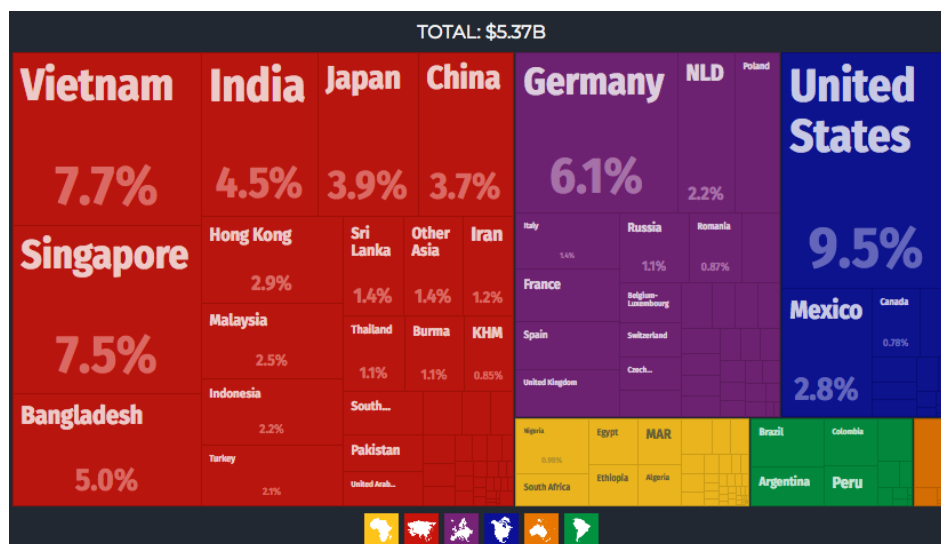 TOTAL: $5.37B
Vietnam
7.7%
Singapore
7.5%
Bangladesh
5.0%
India
4.5%
Japan
3.9%
China
3.7%
Hong Kong
2.9%
Malaysia
2.5%
Indonesia
2.2%
Turkey
2.1%
Sri
Lanka
1.4%
Other
Asia
1.4%
Iran
1.2%
Thailand
1.1%
Burma
1.1%
KHM
0.85%
South...
Pakistan
United Arab...
Germany
6.1%
NLD
2.2%
Poland
Italy
1.4%
France
Spain
United Kingdom
Russia
1.1%
Romania
0.87%
Belgium-
Luxembourg
Switzerland
Czech...
United
States
9.5%
Mexico
2.8%
Canada
0.78%
Nigeria
0.98%
South Africa
Egypt
Ethiopia
MAR
Algeria
Brazil
Argentina
Colombia
Peru